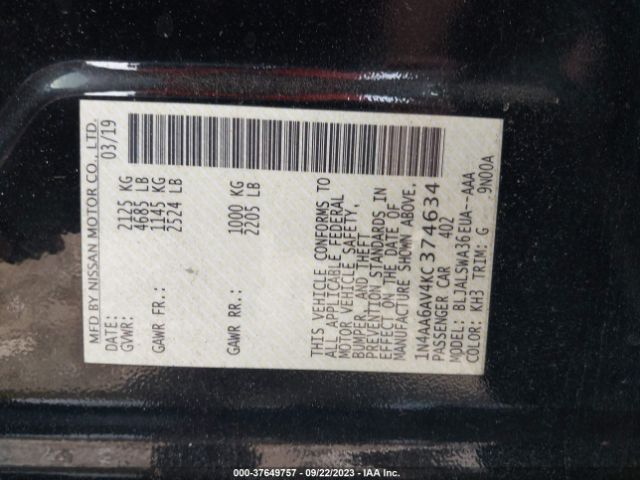 MFD BY NISSAN MOTOR CO., LTD.
DATE: 03/19
GVWR: 2125 KG
4685 LB
GAWR FR.: 1145 KG
2524 LB
GAWR RR.: 1000 KG
2205 LB
THIS VEHICLE CONFORMS TO
ALL APPLICABLE FEDERAL
MOTOR VEHICLE SAFETY,
BUMPER, AND THEFT
PREVENTION STANDARDS IN
EFFECT ON THE DATE OF
MANUFACTURE SHOWN ABOVE.
1N4AA6AV4KC374634
PASSENGER CAR 402
MODEL: BLJALSWA36EUA--AAA
COLOR: KH3 TRIM: G 9N00A
000-37649757 - 09/22/2023 - IAA Inc.